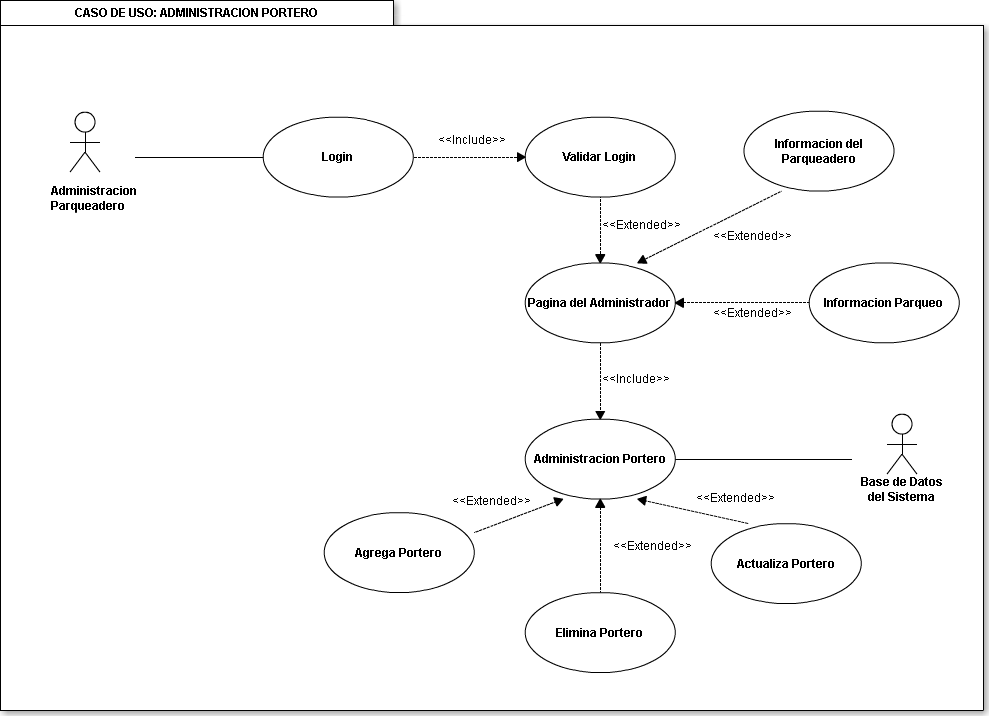 CASO DE USO: ADMINISTRACION PORTERO
Administracion
Parqueadero
Login
<<Include>>
Validar Login
Informacion del
Parqueadero
<<Extended>>
<<Extended>>
Pagina del Administrador
<<Extended>>
Informacion Parqueo
<<Include>>
Administracion Portero
Base de Datos
del Sistema
<<Extended>>
<<Extended>>
<<Extended>>
Agrega Portero
Actualiza Portero
Elimina Portero